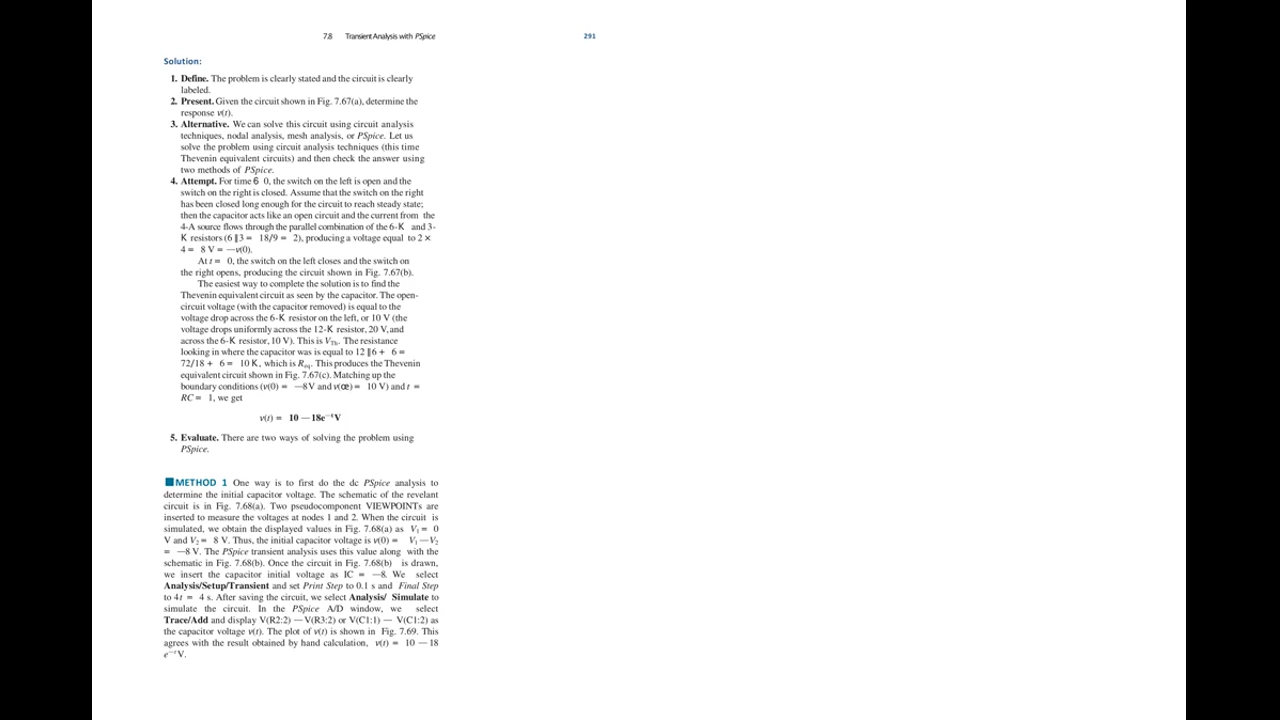 7.8 Transient Analysis with PSpice 291
Solution:
1. Define. The problem is clearly stated and the circuit is clearly
labeled.
2. Present. Given the circuit shown in Fig. 7.67(a), determine the
response v(t).
3. Alternative. We can solve this circuit using circuit analysis
techniques, nodal analysis, mesh analysis, or PSpice. Let us
solve the problem using circuit analysis techniques (this time
Thevenin equivalent circuits) and then check the answer using
two methods of PSpice.
4. Attempt. For time 6 0, the switch on the left is open and the
switch on the right is closed. Assume that the switch on the right
has been closed long enough for the circuit to reach steady state;
then the capacitor acts like an open circuit and the current from the
4-A source flows through the parallel combination of the 6-K and 3-
K resistors (6 ‖ 3 = 18/9 = 2), producing a voltage equal to 2 ×
4 = 8 V = —v(0).
At t = 0, the switch on the left closes and the switch on
the right opens, producing the circuit shown in Fig. 7.67(b).
The easiest way to complete the solution is to find the
Thevenin equivalent circuit as seen by the capacitor. The open-
circuit voltage (with the capacitor removed) is equal to the
voltage drop across the 6-K resistor on the left, or 10 V (the
voltage drops uniformly across the 12-K resistor, 20 V, and
across the 6-K resistor, 10 V). This is VTh. The resistance
looking in where the capacitor was is equal to 12 ‖ 6 + 6 =
72/18 + 6 = 10 K, which is Req. This produces the Thevenin
equivalent circuit shown in Fig. 7.67(c). Matching up the
boundary conditions (v(0) = —8 V and v(œ) = 10 V) and t =
RC = 1, we get
v(t) = 10 — 18e⁻ᵗ V
5. Evaluate. There are two ways of solving the problem using
PSpice.
■ METHOD 1 One way is to first do the dc PSpice analysis to
determine the initial capacitor voltage. The schematic of the revelant
circuit is in Fig. 7.68(a). Two pseudocomponent VIEWPOINTs are
inserted to measure the voltages at nodes 1 and 2. When the circuit is
simulated, we obtain the displayed values in Fig. 7.68(a) as V₁ = 0
V and V₂ = 8 V. Thus, the initial capacitor voltage is v(0) = V₁ — V₂
= —8 V. The PSpice transient analysis uses this value along with the
schematic in Fig. 7.68(b). Once the circuit in Fig. 7.68(b) is drawn,
we insert the capacitor initial voltage as IC = —8. We select
Analysis/Setup/Transient and set Print Step to 0.1 s and Final Step
to 4t = 4 s. After saving the circuit, we select Analysis/ Simulate to
simulate the circuit. In the PSpice A/D window, we select
Trace/Add and display V(R2:2) — V(R3:2) or V(C1:1) — V(C1:2) as
the capacitor voltage v(t). The plot of v(t) is shown in Fig. 7.69. This
agrees with the result obtained by hand calculation, v(t) = 10 — 18
e⁻ᵗ V.